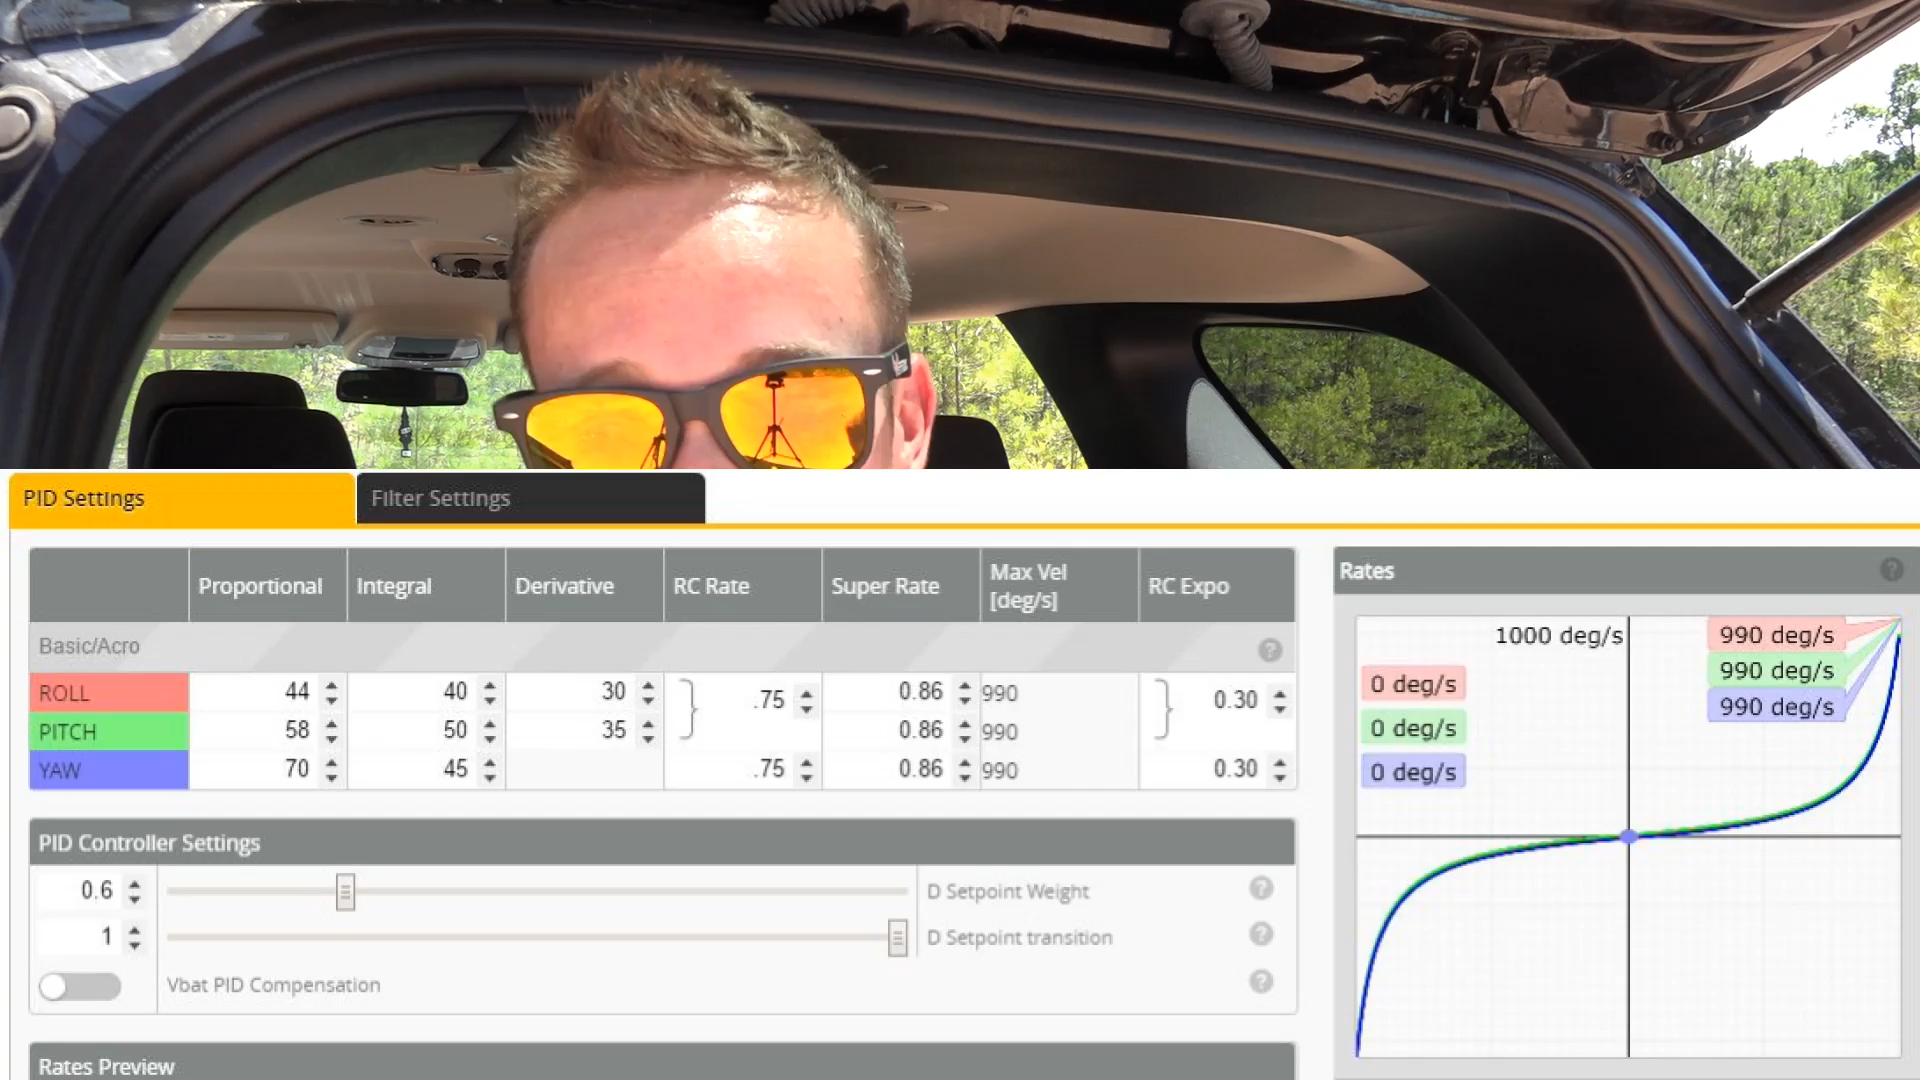 PID Settings
Filter Settings
Proportional Integral Derivative RC Rate Super Rate Max Vel [deg/s] RC Expo
Basic/Acro
ROLL 44 40 30 .75 0.86 990 0.30
PITCH 58 50 35 0.86 990
YAW 70 45 .75 0.86 990 0.30
PID Controller Settings
0.6 D Setpoint Weight
1 D Setpoint transition
Vbat PID Compensation
Rates Preview
Rates
1000 deg/s
990 deg/s
990 deg/s
990 deg/s
0 deg/s
0 deg/s
0 deg/s